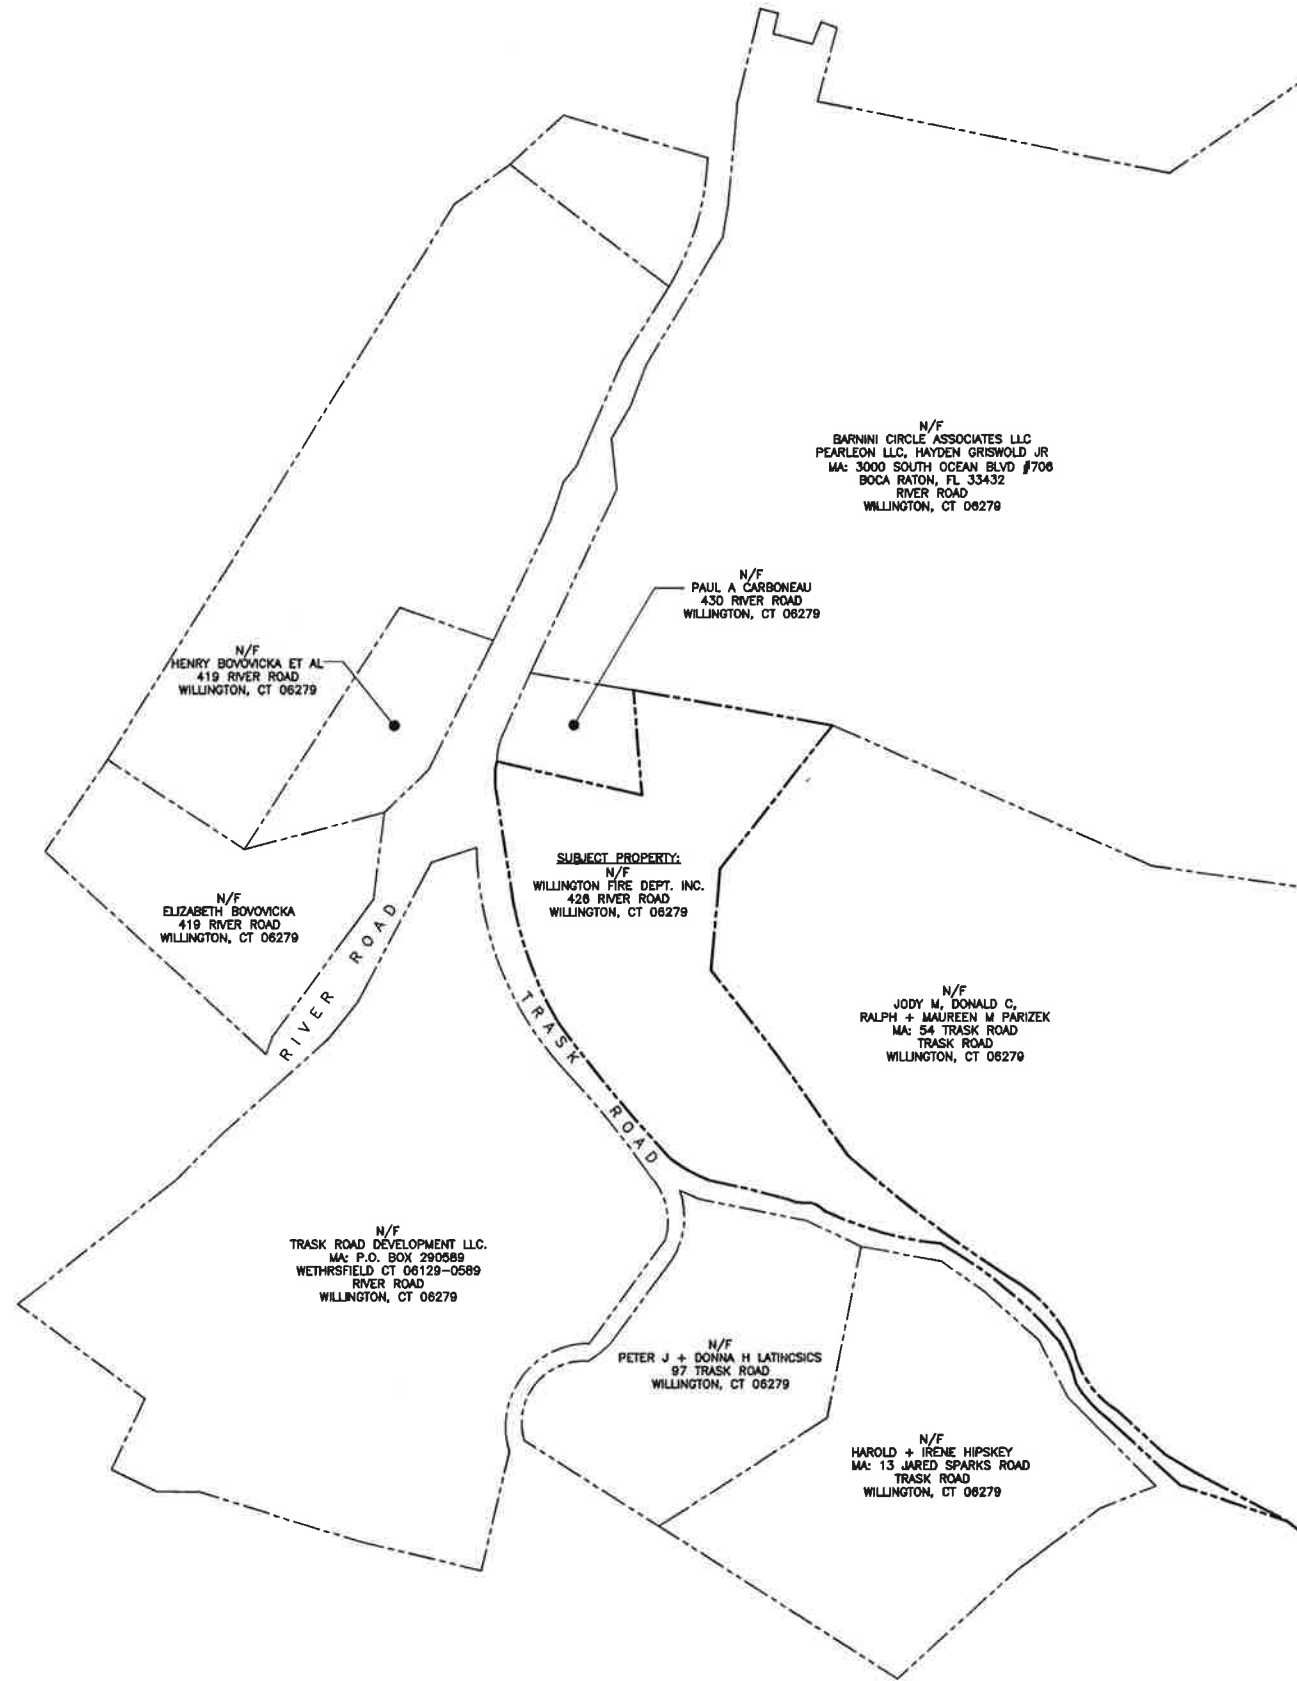 N/F
BARNINI CIRCLE ASSOCIATES LLC
PEARLEON LLC, HAYDEN GRISWOLD JR
MA: 3000 SOUTH OCEAN BLVD #706
BOCA RATON, FL 33432
RIVER ROAD
WILLINGTON, CT 06279
N/F
PAUL A CARBONEAU
430 RIVER ROAD
WILLINGTON, CT 06279
N/F
HENRY BOVOVICKA ET AL
419 RIVER ROAD
WILLINGTON, CT 06279
SUBJECT PROPERTY:
N/F
WILLINGTON FIRE DEPT. INC.
426 RIVER ROAD
WILLINGTON, CT 06279
N/F
ELIZABETH BOVOVICKA
419 RIVER ROAD
WILLINGTON, CT 06279
RIVER ROAD
TRASK ROAD
N/F
JODY M, DONALD C,
RALPH + MAUREEN M PARIZEK
MA: 54 TRASK ROAD
TRASK ROAD
WILLINGTON, CT 06279
N/F
TRASK ROAD DEVELOPMENT LLC.
MA: P.O. BOX 290589
WETHRSFIELD CT 06129-0589
RIVER ROAD
WILLINGTON, CT 06279
N/F
PETER J + DONNA H LATINCSICS
97 TRASK ROAD
WILLINGTON, CT 06279
N/F
HAROLD + IRENE HIPSKEY
MA: 13 JARED SPARKS ROAD
TRASK ROAD
WILLINGTON, CT 06279